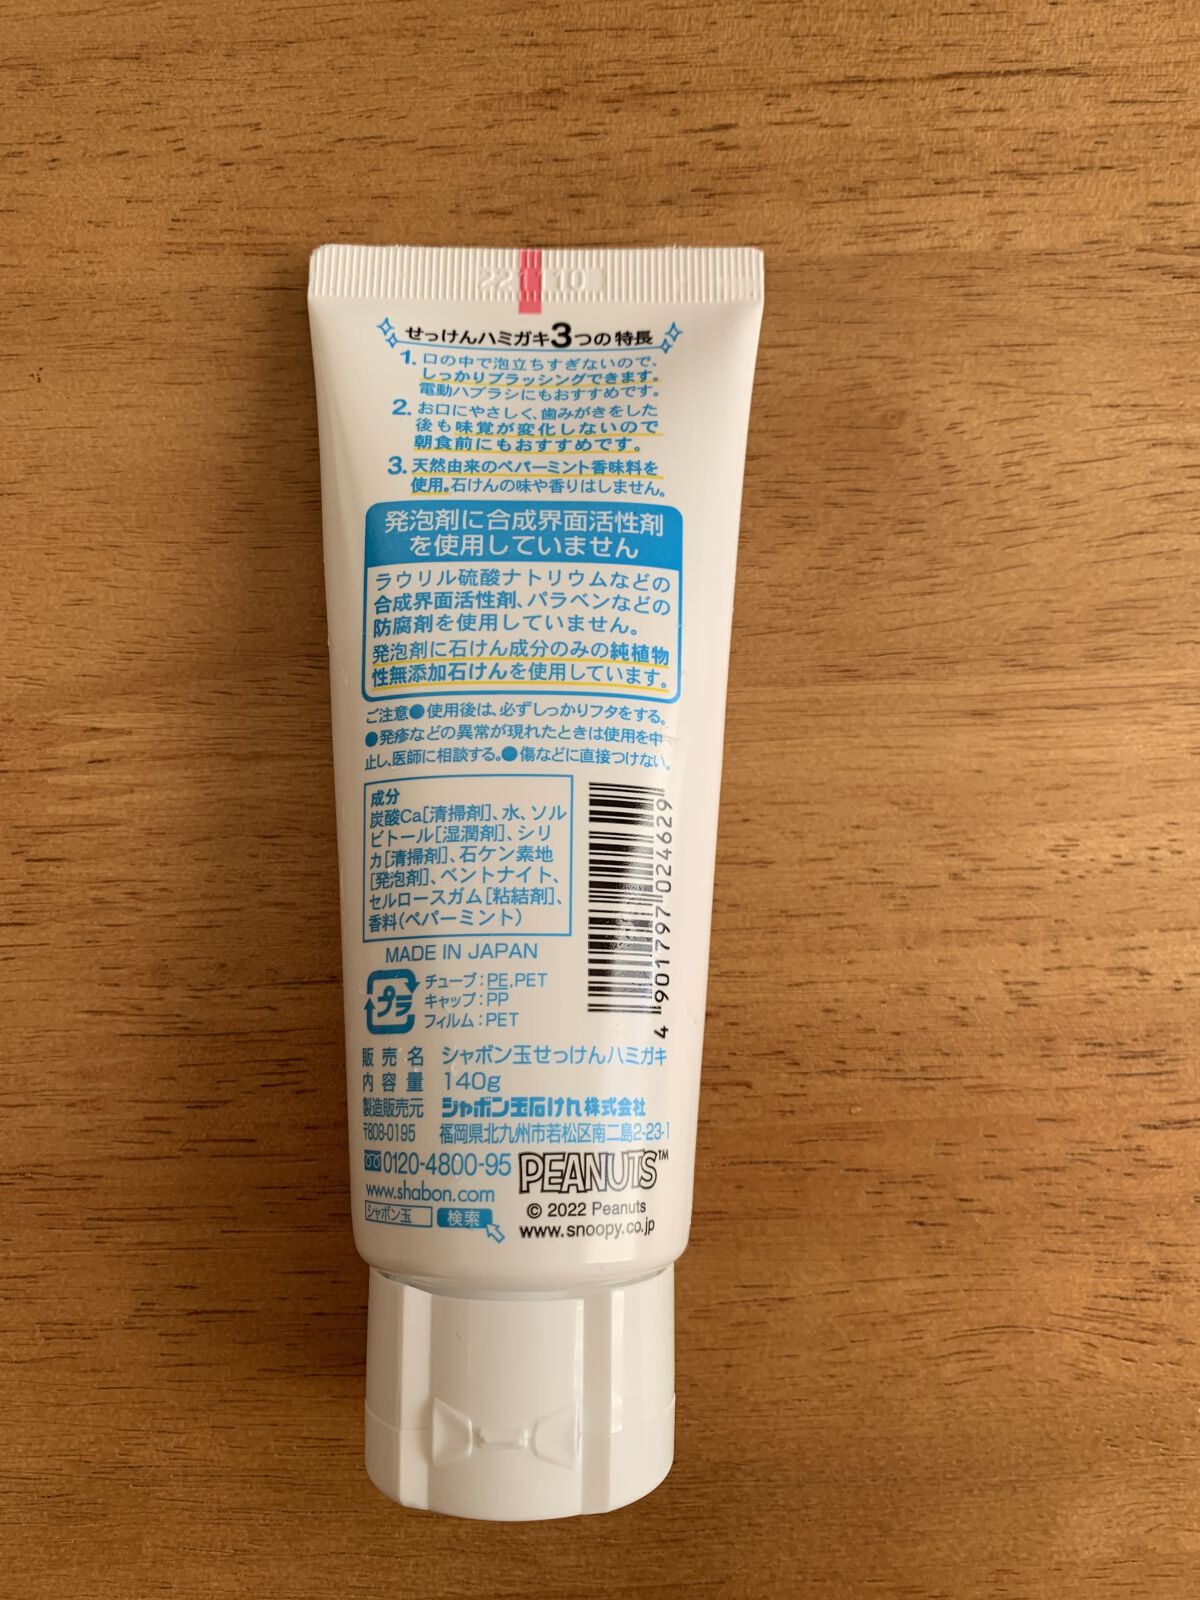 221110
せっけんハミガキ3つの特長
1. 口の中で泡立ちすぎないので、
しっかりブラッシングできます。
電動ハブラシにもおすすめです。
2. お口にやさしく、歯みがきをした
後も味覚が変化しないので
朝食前にもおすすめです。
3. 天然由来のペパーミント香味料を
使用。石けんの味や香りはしません。
発泡剤に合成界面活性剤
を使用していません
ラウリル硫酸ナトリウムなどの
合成界面活性剤、パラベンなどの
防腐剤を使用していません。
発泡剤に石けん成分のみの純植物
性無添加石けんを使用しています。
ご注意●使用後は、必ずしっかりフタをする。
●発疹などの異常が現れたときは使用を中
止し、医師に相談する。●傷などに直接つけない。
成分
炭酸Ca[清掃剤]、水、ソル
ビトール[湿潤剤]、シリ
カ[清掃剤]、石ケン素地
[発泡剤]、ベントナイト、
セルロースガム[粘結剤]、
香料(ペパーミント)
4 901797 024629
MADE IN JAPAN
プラ
チューブ:PE,PET
キャップ:PP
フィルム:PET
販売名 シャボン玉せっけんハミガキ
内容量 140g
製造販売元 シャボン玉石けん株式会社
〒808-0195 福岡県北九州市若松区南二島2-23-1
0120-4800-95
www.shabon.com
シャボン玉 検索
PEANUTS™
© 2022 Peanuts
www.snoopy.co.jp